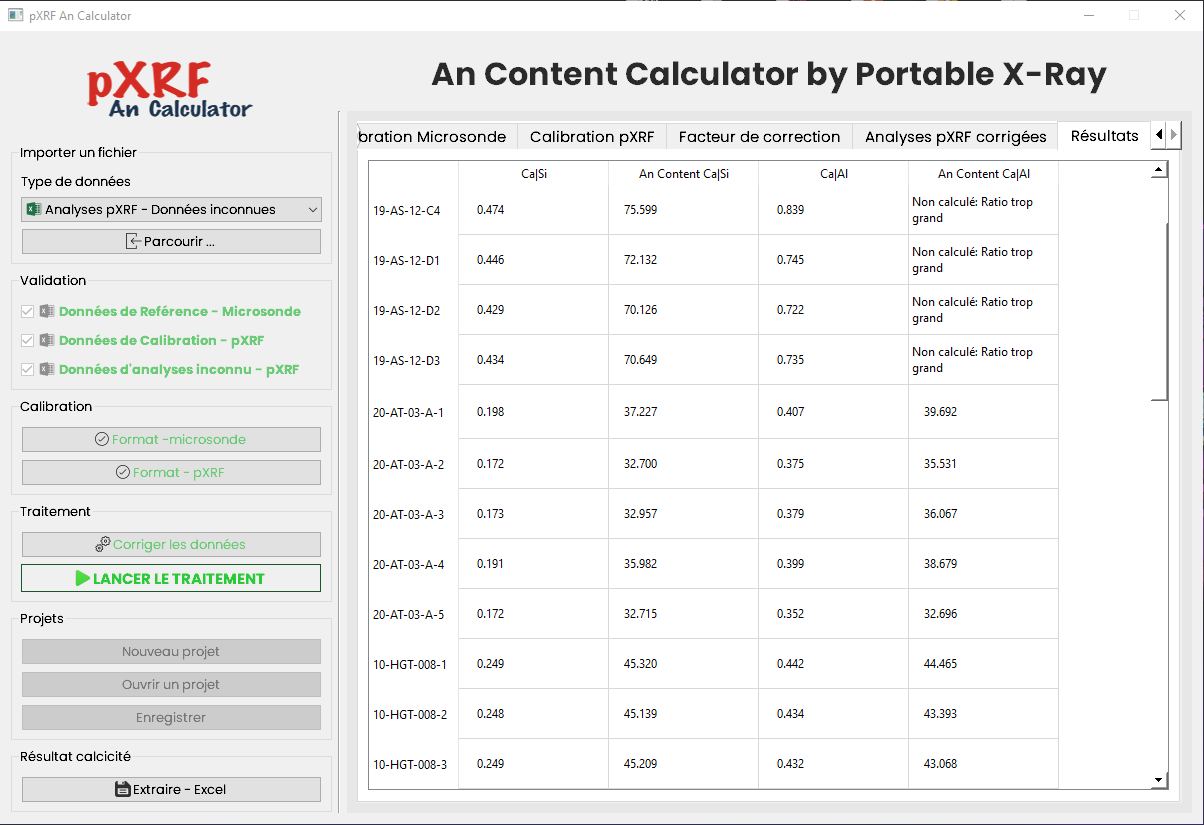 pXRF An Calculator
pXRF
An Calculator
An Content Calculator by Portable X-Ray
Importer un fichier
Type de données
Analyses pXRF - Données inconnues
Parcourir ...
Validation
Données de Reférence - Microsonde
Données de Calibration - pXRF
Données d'analyses inconnu - pXRF
Calibration
Format -microsonde
Format - pXRF
Traitement
Corriger les données
LANCER LE TRAITEMENT
Projets
Nouveau projet
Ouvrir un projet
Enregistrer
Résultat calcicité
Extraire - Excel
bration Microsonde Calibration pXRF Facteur de correction Analyses pXRF corrigées Résultats
Ca|Si An Content Ca|Si Ca|Al An Content Ca|Al
19-AS-12-C4 0.474 75.599 0.839 Non calculé: Ratio trop
grand
19-AS-12-D1 0.446 72.132 0.745 Non calculé: Ratio trop
grand
19-AS-12-D2 0.429 70.126 0.722 Non calculé: Ratio trop
grand
19-AS-12-D3 0.434 70.649 0.735 Non calculé: Ratio trop
grand
20-AT-03-A-1 0.198 37.227 0.407 39.692
20-AT-03-A-2 0.172 32.700 0.375 35.531
20-AT-03-A-3 0.173 32.957 0.379 36.067
20-AT-03-A-4 0.191 35.982 0.399 38.679
20-AT-03-A-5 0.172 32.715 0.352 32.696
10-HGT-008-1 0.249 45.320 0.442 44.465
10-HGT-008-2 0.248 45.139 0.434 43.393
10-HGT-008-3 0.249 45.209 0.432 43.068